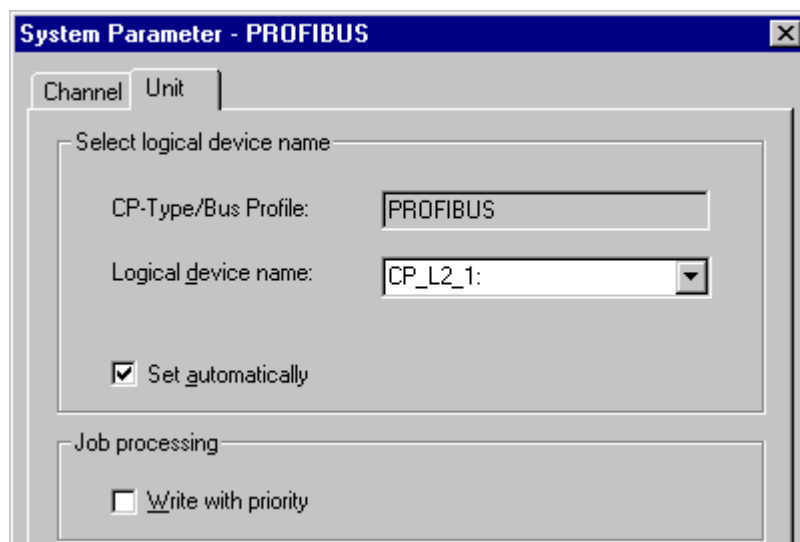 System Parameter - PROFIBUS
Channel Unit
Select logical device name
CP-Type/Bus Profile: PROFIBUS
Logical device name: CP_L2_1:
Set automatically
Job processing
Write with priority